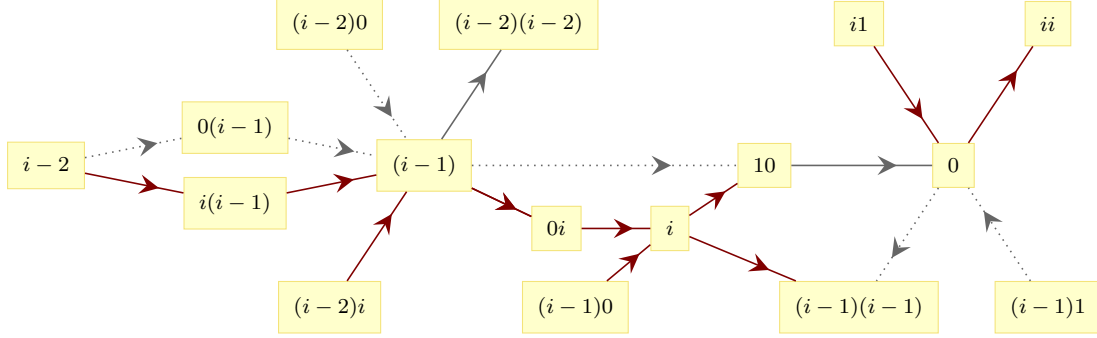 (i − 2)0
(i − 2)(i − 2)
i1
ii
0(i − 1)
i − 2
(i − 1)
10
0
i(i − 1)
0i
i
(i − 2)i
(i − 1)0
(i − 1)(i − 1)
(i − 1)1